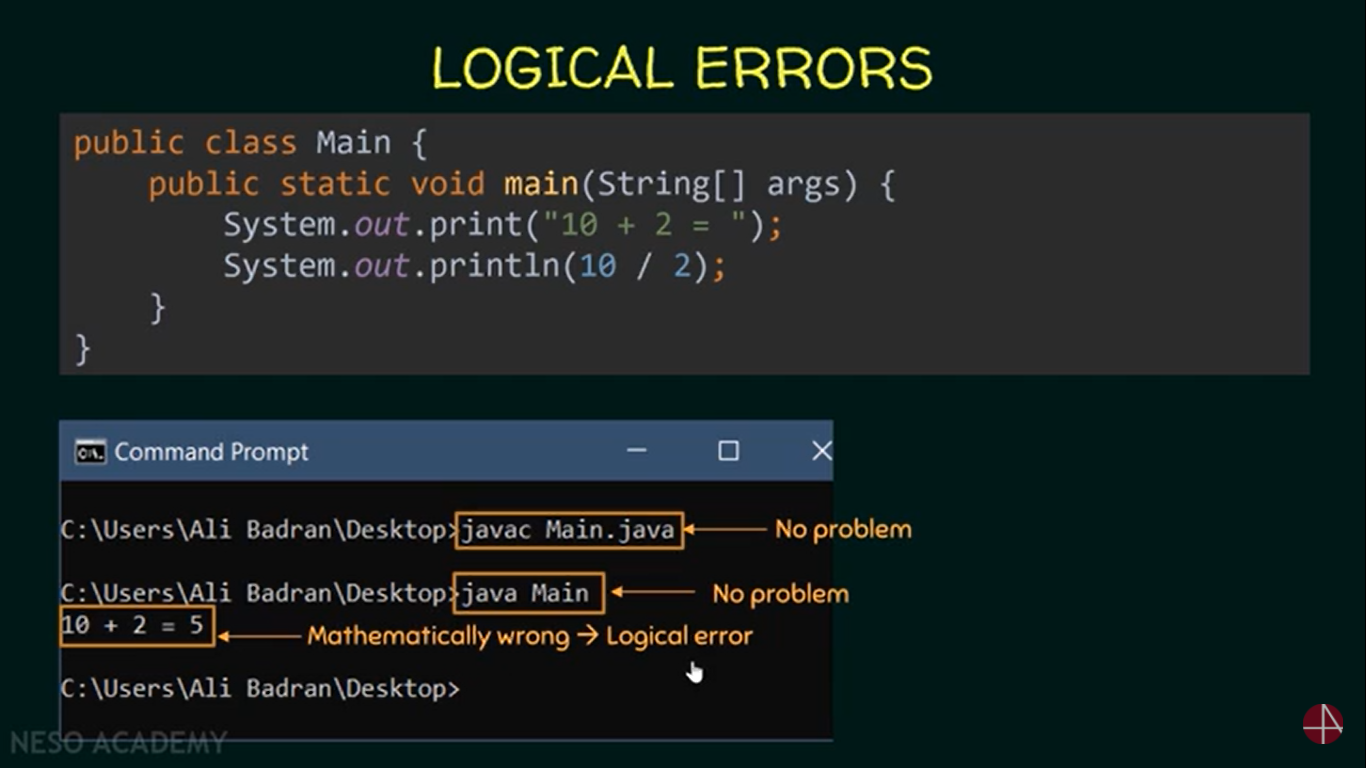 LOGICAL ERRORS
public class Main {
    public static void main(String[] args) {
        System.out.print("10 + 2 = ");
        System.out.println(10 / 2);
    }
}
Command Prompt
C:\Users\Ali Badran\Desktop>javac Main.java No problem
C:\Users\Ali Badran\Desktop>java Main No problem
10 + 2 = 5 Mathematically wrong → Logical error
C:\Users\Ali Badran\Desktop>
NESO ACADEMY